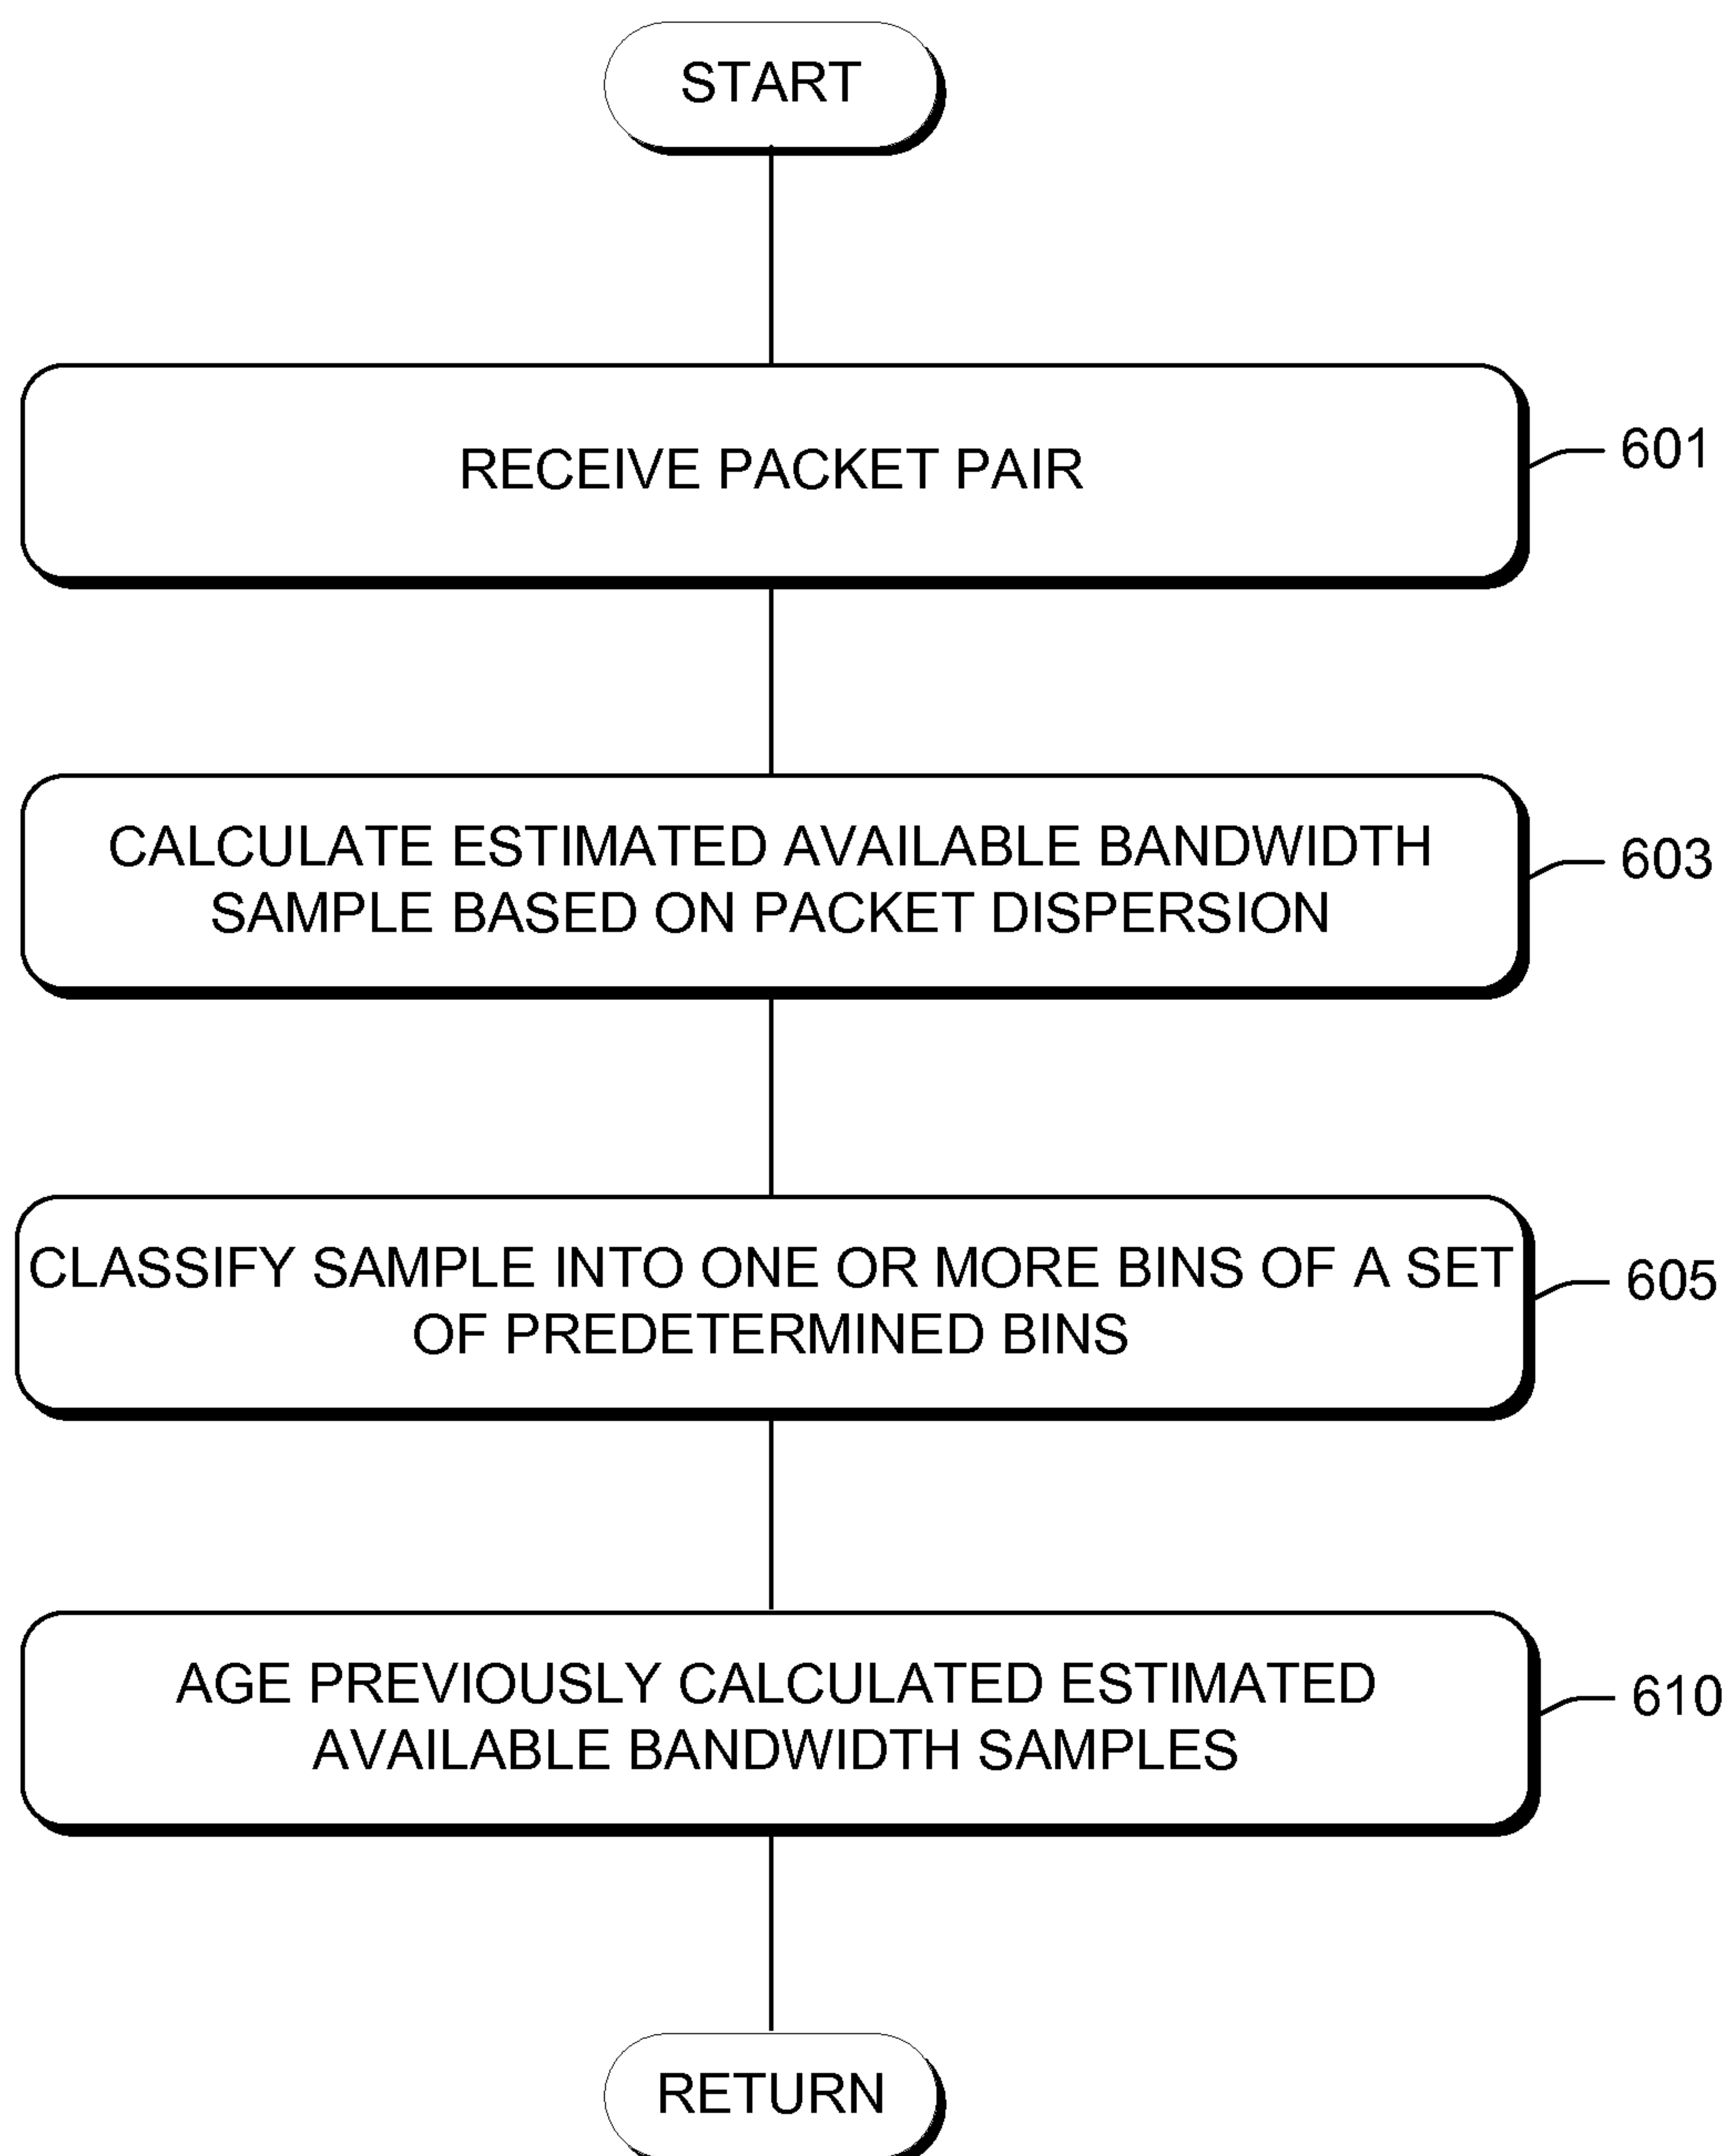 START
RECEIVE PACKET PAIR
601
CALCULATE ESTIMATED AVAILABLE BANDWIDTH
SAMPLE BASED ON PACKET DISPERSION
603
CLASSIFY SAMPLE INTO ONE OR MORE BINS OF A SET
OF PREDETERMINED BINS
605
AGE PREVIOUSLY CALCULATED ESTIMATED
AVAILABLE BANDWIDTH SAMPLES
610
RETURN